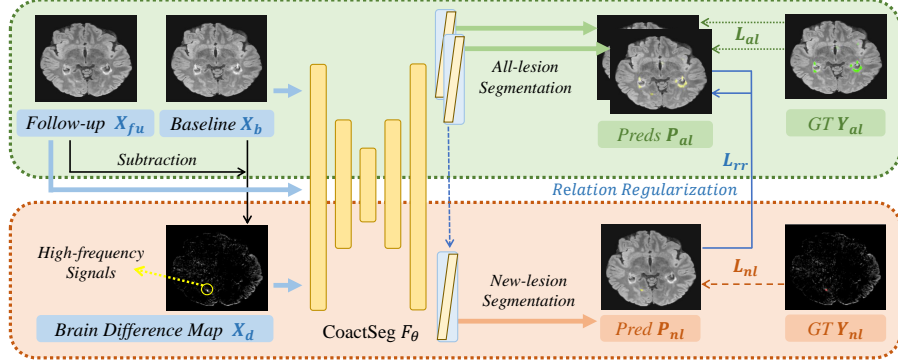 Follow-up X_fu
Baseline X_b
Subtraction
High-frequency
Signals
Brain Difference Map X_d
CoactSeg F_θ
All-lesion
Segmentation
Preds P_al
L_al
GT Y_al
L_rr
Relation Regularization
New-lesion
Segmentation
Pred P_nl
L_nl
GT Y_nl